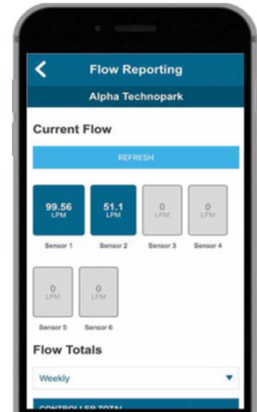 Flow Reporting
Alpha Technopark
Current Flow
REFRESH
99.56 51.1 0 0
LPM LPM LPM LPM
Sensor 1 Sensor 2 Sensor 3 Sensor 4
0 0
LPM LPM
Sensor 5 Sensor 6
Flow Totals
Weekly
CONTROLLER TOTAL